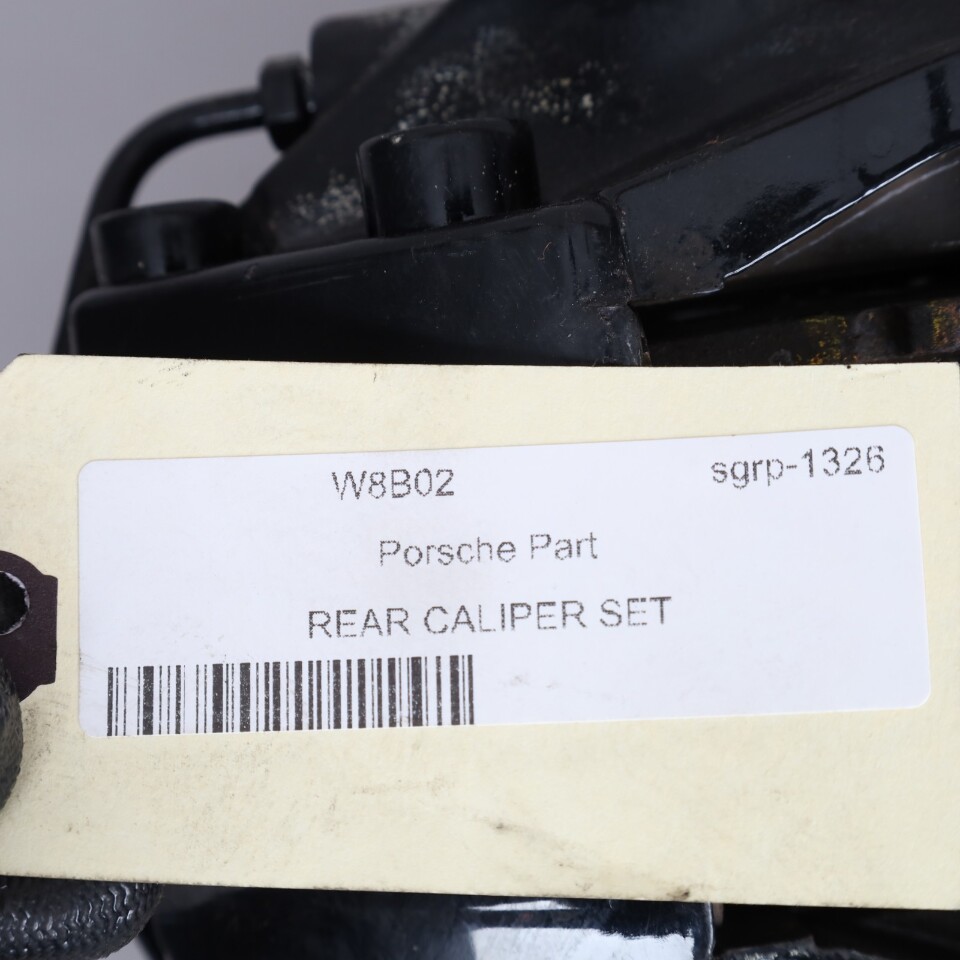 W8B02 sgrp-1326
Porsche Part
REAR CALIPER SET